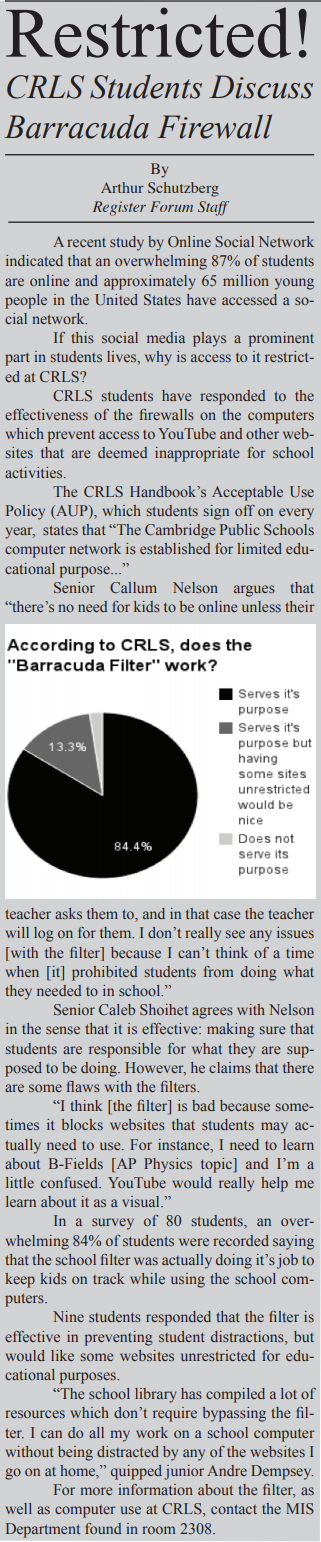 Restricted!
CRLS Students Discuss
Barracuda Firewall
By
Arthur Schutzberg
Register Forum Staff
A recent study by Online Social Network
indicated that an overwhelming 87% of students
are online and approximately 65 million young
people in the United States have accessed a so-
cial network.
If this social media plays a prominent
part in students lives, why is access to it restrict-
ed at CRLS?
CRLS students have responded to the
effectiveness of the firewalls on the computers
which prevent access to YouTube and other web-
sites that are deemed inappropriate for school
activities.
The CRLS Handbook's Acceptable Use
Policy (AUP), which students sign off on every
year, states that “The Cambridge Public Schools
computer network is established for limited edu-
cational purpose...”
Senior Callum Nelson argues that
“there's no need for kids to be online unless their
According to CRLS, does the
"Barracuda Filter" work?
Serves it's
purpose
Serves it's
purpose but
having
some sites
unrestricted
would be
nice
Does not
serve its
purpose
13.3%
84.4%
teacher asks them to, and in that case the teacher
will log on for them. I don't really see any issues
[with the filter] because I can't think of a time
when [it] prohibited students from doing what
they needed to in school.”
Senior Caleb Shoihet agrees with Nelson
in the sense that it is effective: making sure that
students are responsible for what they are sup-
posed to be doing. However, he claims that there
are some flaws with the filters.
“I think [the filter] is bad because some-
times it blocks websites that students may ac-
tually need to use. For instance, I need to learn
about B-Fields [AP Physics topic] and I'm a
little confused. YouTube would really help me
learn about it as a visual.”
In a survey of 80 students, an over-
whelming 84% of students were recorded saying
that the school filter was actually doing it's job to
keep kids on track while using the school com-
puters.
Nine students responded that the filter is
effective in preventing student distractions, but
would like some websites unrestricted for edu-
cational purposes.
“The school library has compiled a lot of
resources which don't require bypassing the fil-
ter. I can do all my work on a school computer
without being distracted by any of the websites I
go on at home,” quipped junior Andre Dempsey.
For more information about the filter, as
well as computer use at CRLS, contact the MIS
Department found in room 2308.